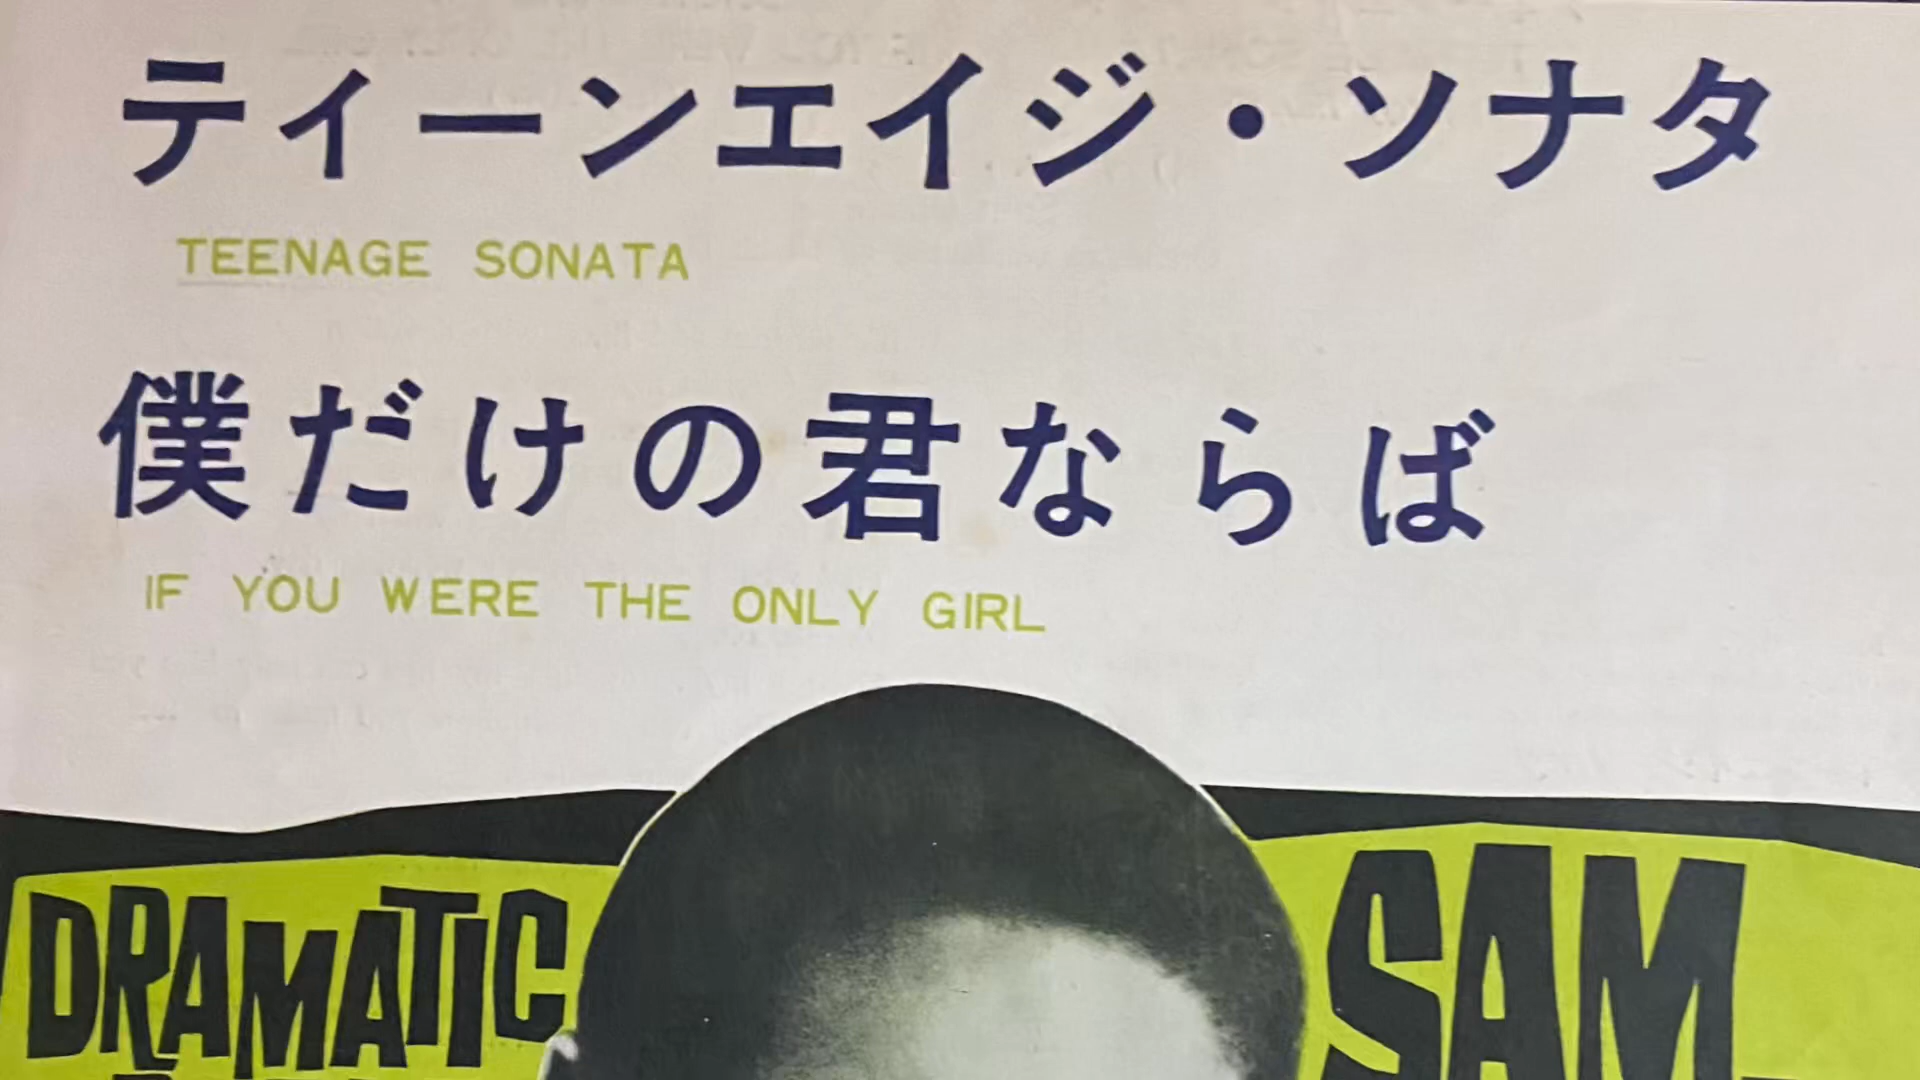 ティーンエイジ・ソナタ
TEENAGE SONATA
僕だけの君ならば
IF YOU WERE THE ONLY GIRL
DRAMATIC
SAM